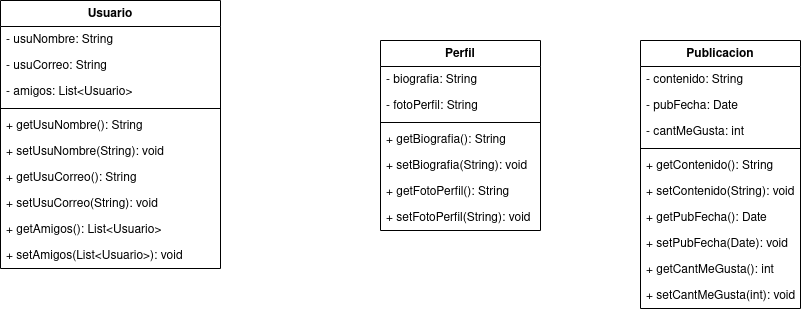 Usuario
- usuNombre: String
- usuCorreo: String
- amigos: List<Usuario>
+ getUsuNombre(): String
+ setUsuNombre(String): void
+ getUsuCorreo(): String
+ setUsuCorreo(String): void
+ getAmigos(): List<Usuario>
+ setAmigos(List<Usuario>): void
Perfil
- biografia: String
- fotoPerfil: String
+ getBiografia(): String
+ setBiografia(String): void
+ getFotoPerfil(): String
+ setFotoPerfil(String): void
Publicacion
- contenido: String
- pubFecha: Date
- cantMeGusta: int
+ getContenido(): String
+ setContenido(String): void
+ getPubFecha(): Date
+ setPubFecha(Date): void
+ getCantMeGusta(): int
+ setCantMeGusta(int): void